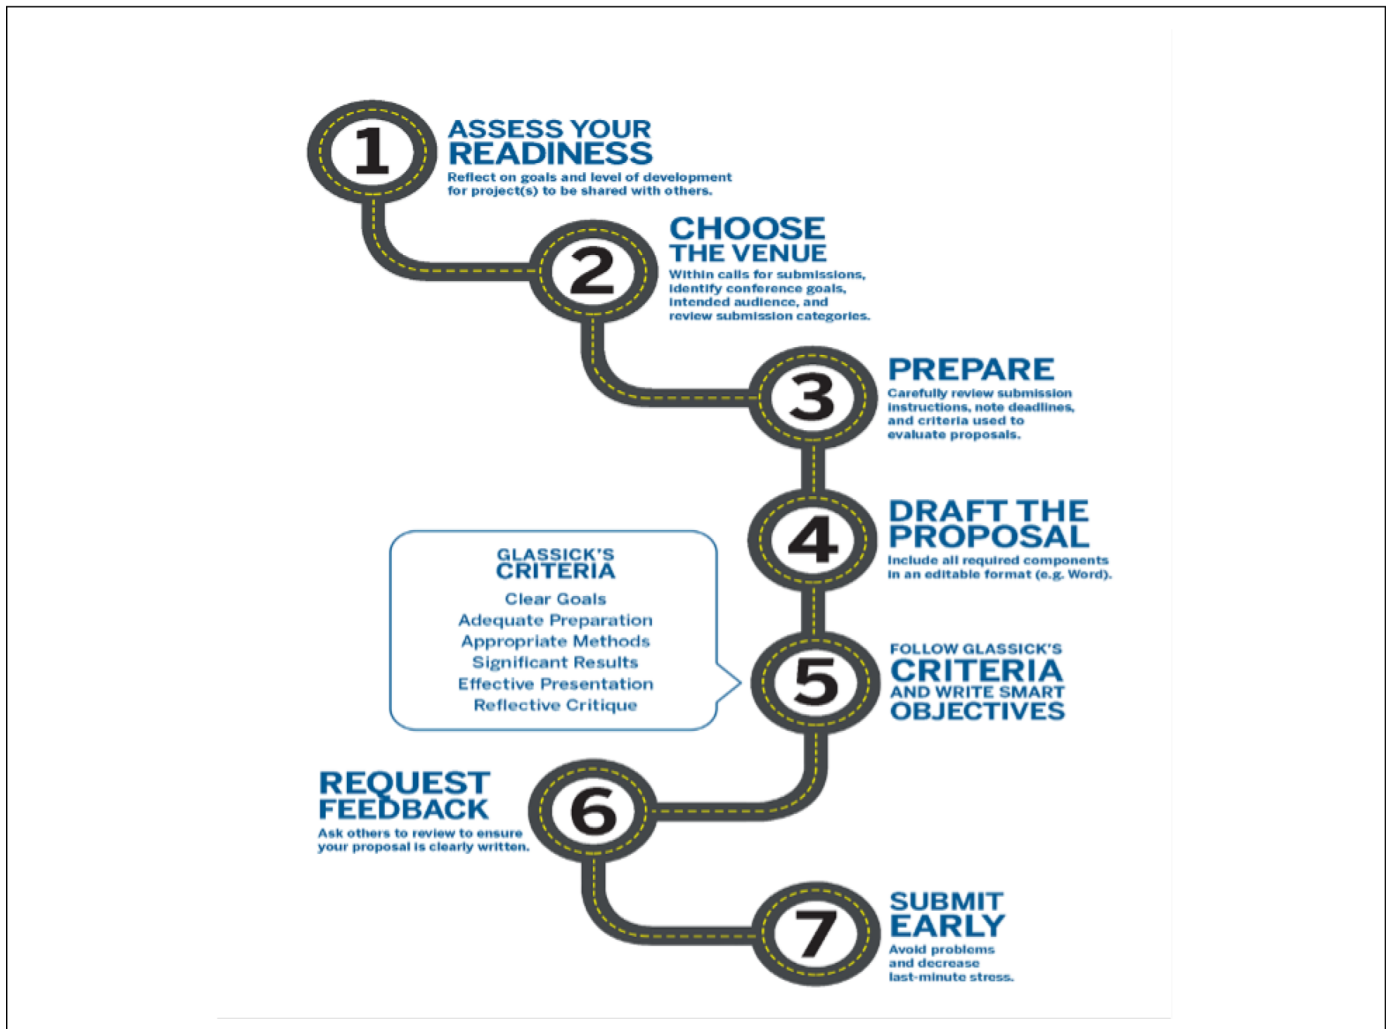 1
ASSESS YOUR
READINESS
Reflect on goals and level of development
for project(s) to be shared with others.
2
CHOOSE
THE VENUE
Within calls for submissions,
identify conference goals,
intended audience, and
review submission categories.
3
PREPARE
Carefully review submission
instructions, note deadlines,
and criteria used to
evaluate proposals.
4
DRAFT THE
PROPOSAL
Include all required components
in an editable format (e.g. Word).
GLASSICK'S
CRITERIA
Clear Goals
Adequate Preparation
Appropriate Methods
Significant Results
Effective Presentation
Reflective Critique
5
FOLLOW GLASSICK'S
CRITERIA
AND WRITE SMART
OBJECTIVES
REQUEST
FEEDBACK
Ask others to review to ensure
your proposal is clearly written.
6
7
SUBMIT
EARLY
Avoid problems
and decrease
last-minute stress.